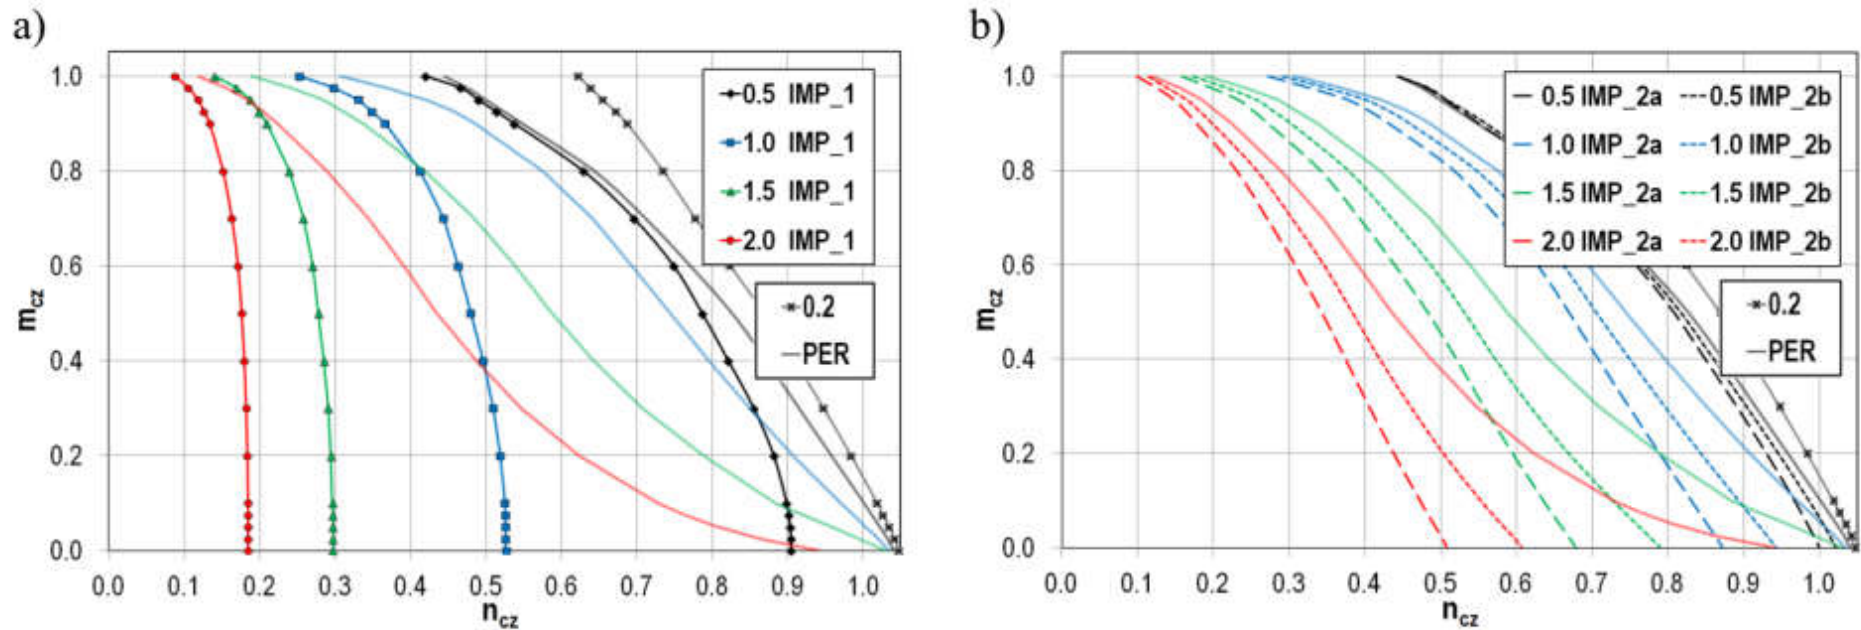 a)
1.0
0.8
0.6
0.4
0.2
0.0
m_cz
0.0 0.1 0.2 0.3 0.4 0.5 0.6 0.7 0.8 0.9 1.0
n_cz
0.5 IMP_1
1.0 IMP_1
1.5 IMP_1
2.0 IMP_1
0.2
PER
b)
1.0
0.8
0.6
0.4
0.2
0.0
m_cz
0.0 0.1 0.2 0.3 0.4 0.5 0.6 0.7 0.8 0.9 1.0
n_cz
0.5 IMP_2a 0.5 IMP_2b
1.0 IMP_2a 1.0 IMP_2b
1.5 IMP_2a 1.5 IMP_2b
2.0 IMP_2a 2.0 IMP_2b
0.2
PER